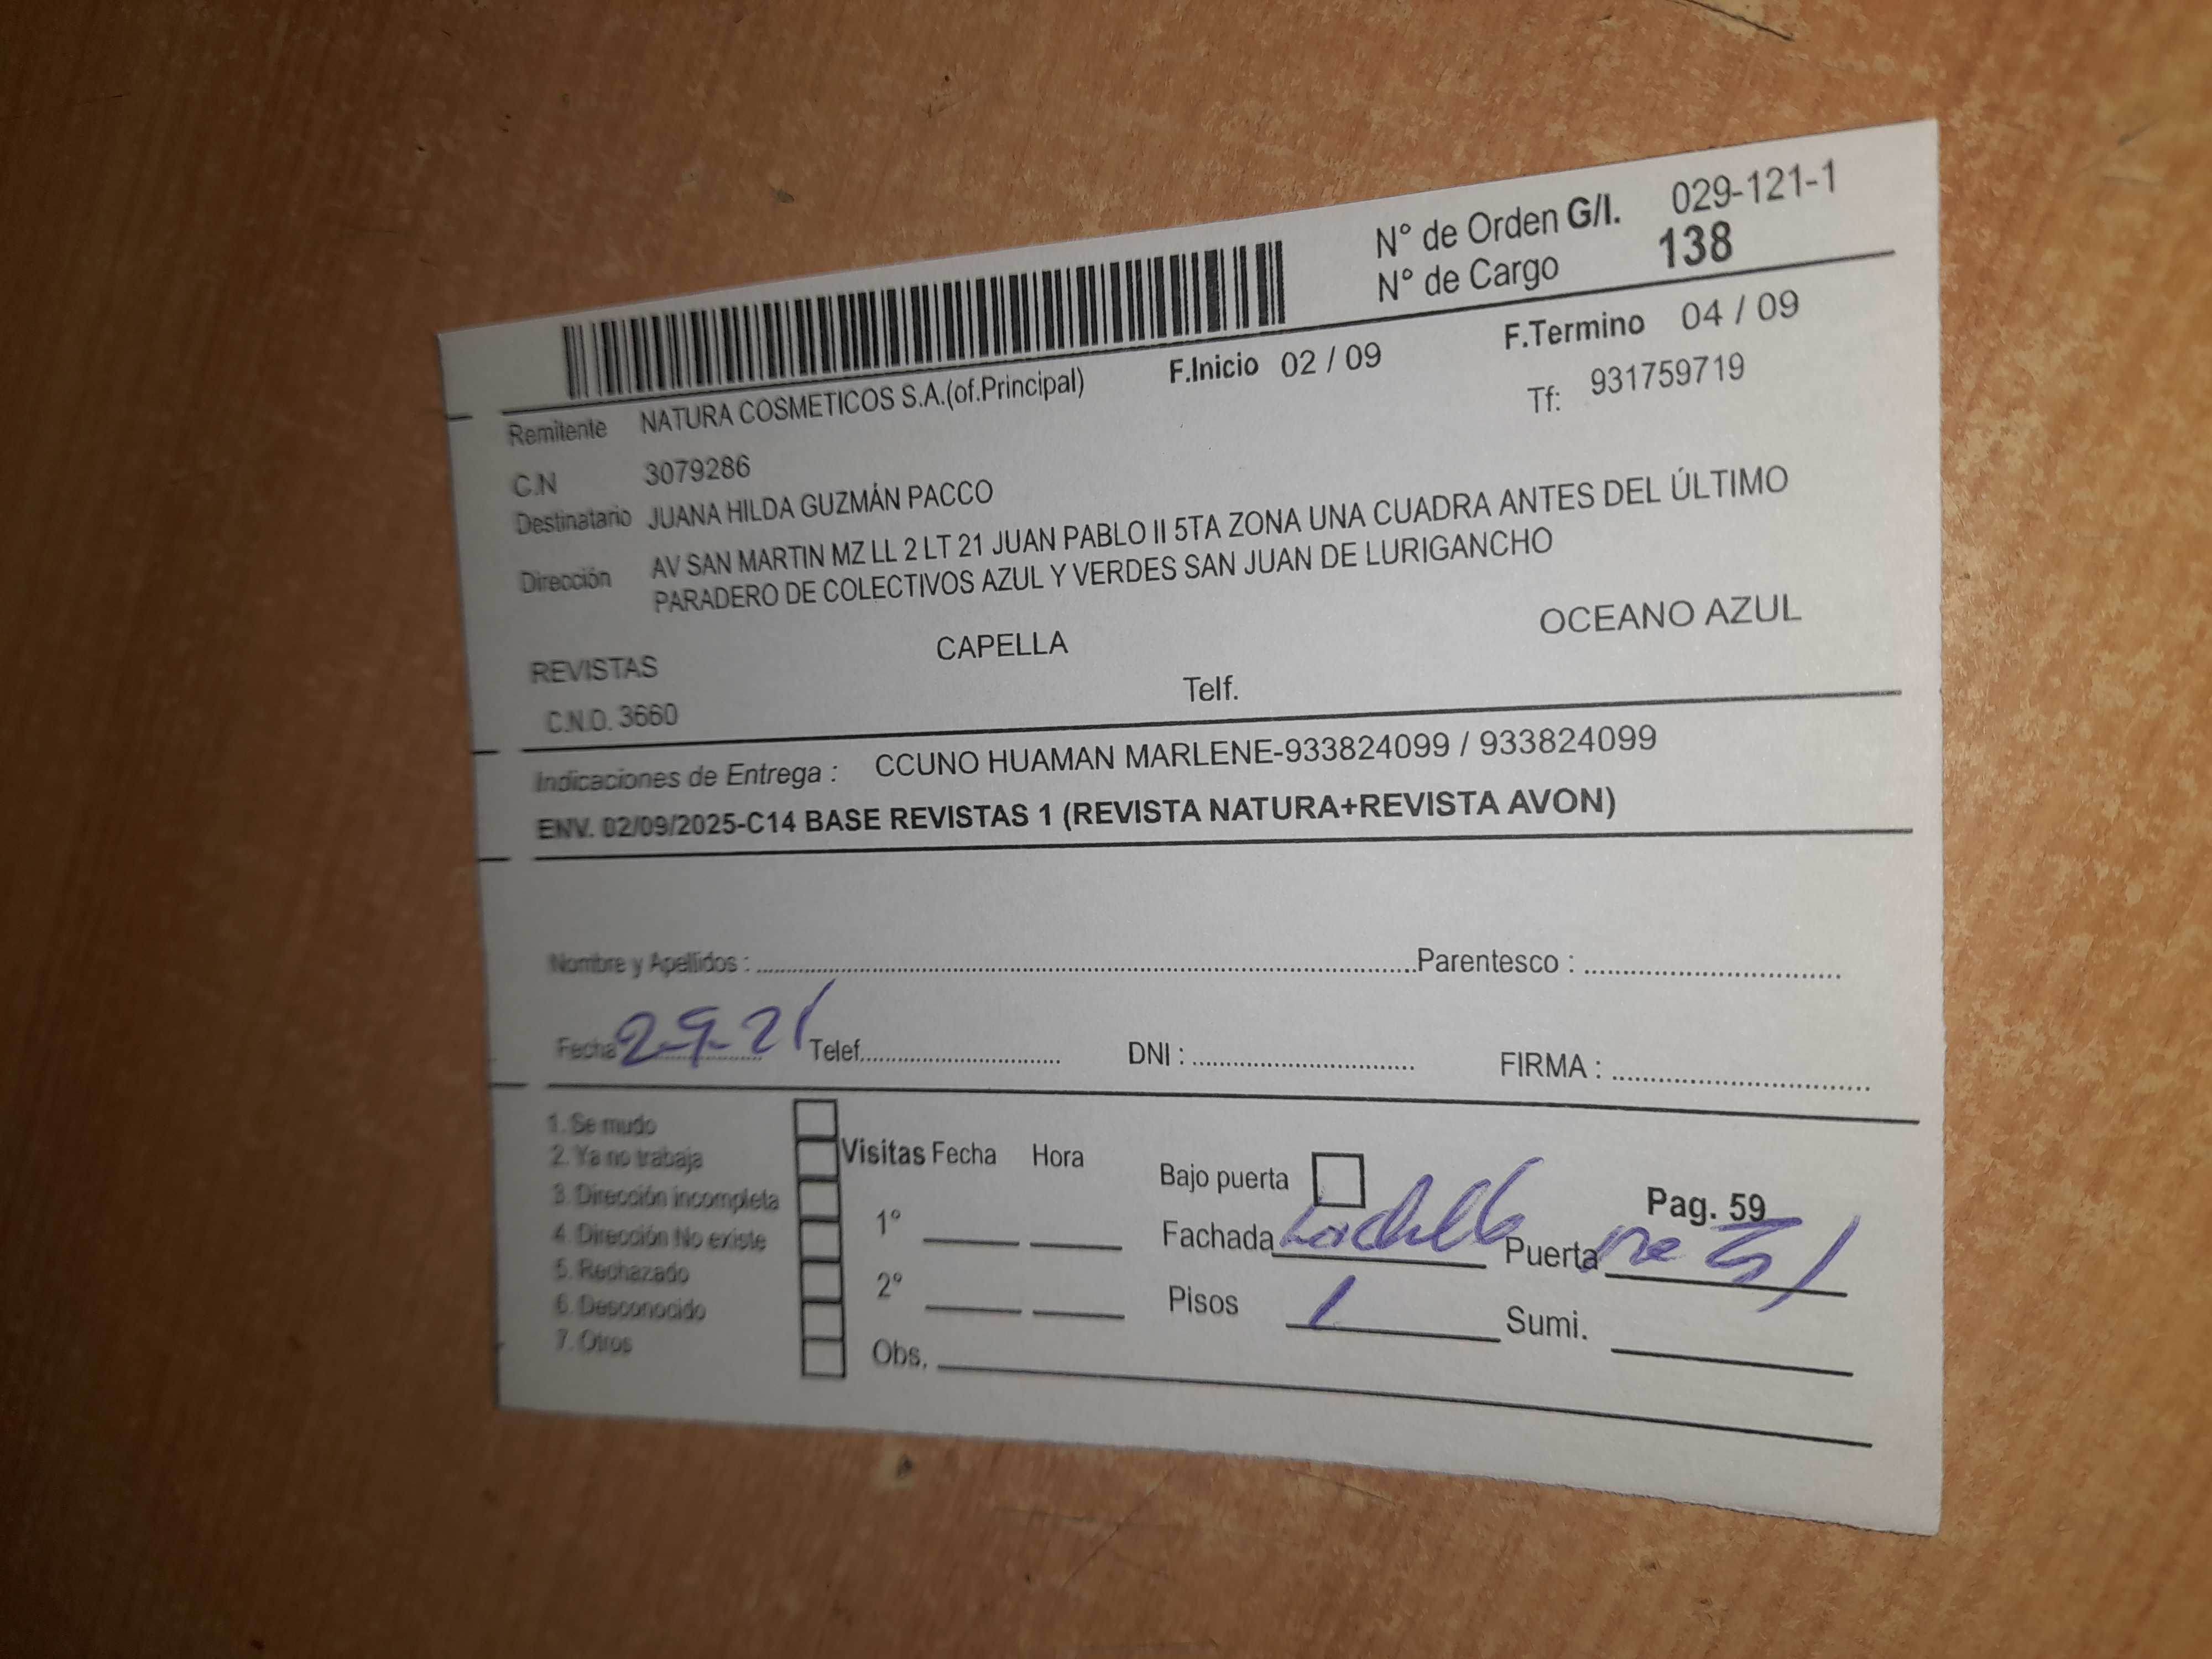 N° de Orden G/I. 029-121-1
N° de Cargo 138
F.Inicio 02 / 09 F.Termino 04 / 09
Remitente NATURA COSMETICOS S.A.(of.Principal) Tf: 931759719
C.N 3079286
Destinatario JUANA HILDA GUZMÁN PACCO
Dirección AV SAN MARTIN MZ LL 2 LT 21 JUAN PABLO II 5TA ZONA UNA CUADRA ANTES DEL ÚLTIMO
PARADERO DE COLECTIVOS AZUL Y VERDES SAN JUAN DE LURIGANCHO
REVISTAS CAPELLA OCEANO AZUL
C.N.O. 3660 Telf.
Indicaciones de Entrega : CCUNO HUAMAN MARLENE-933824099 / 933824099
ENV. 02/09/2025-C14 BASE REVISTAS 1 (REVISTA NATURA+REVISTA AVON)
Nombre y Apellidos : Parentesco :
Fecha Telef. DNI : FIRMA :
1. Se mudo
2. Ya no trabaja
3. Dirección incompleta
4. Dirección No existe
5. Rechazado
6. Desconocido
7. Otros
Visitas Fecha Hora
1°
2°
Obs.
Bajo puerta Pag. 59
Fachada Puerta
Pisos 1 Sumi.